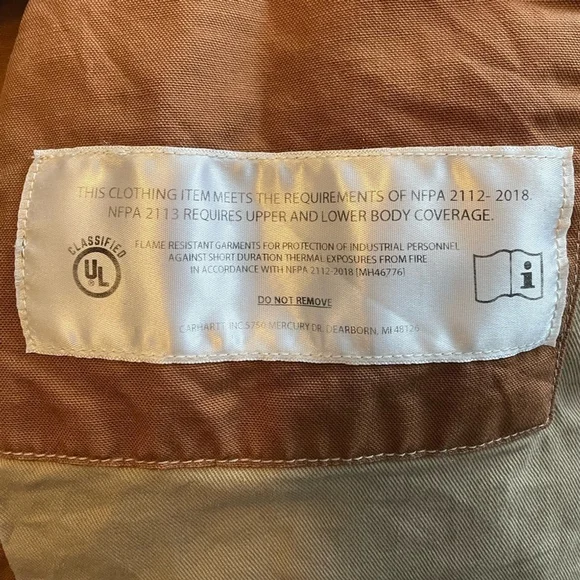 THIS CLOTHING ITEM MEETS THE REQUIREMENTS OF NFPA 2112- 2018.
NFPA 2113 REQUIRES UPPER AND LOWER BODY COVERAGE.
CLASSIFIED
UL
FLAME RESISTANT GARMENTS FOR PROTECTION OF INDUSTRIAL PERSONNEL
AGAINST SHORT DURATION THERMAL EXPOSURES FROM FIRE
IN ACCORDANCE WITH NFPA 2112-2018 [MH46776]
i
DO NOT REMOVE
CARHARTT, INC 5750 MERCURY DR. DEARBORN, MI 48126